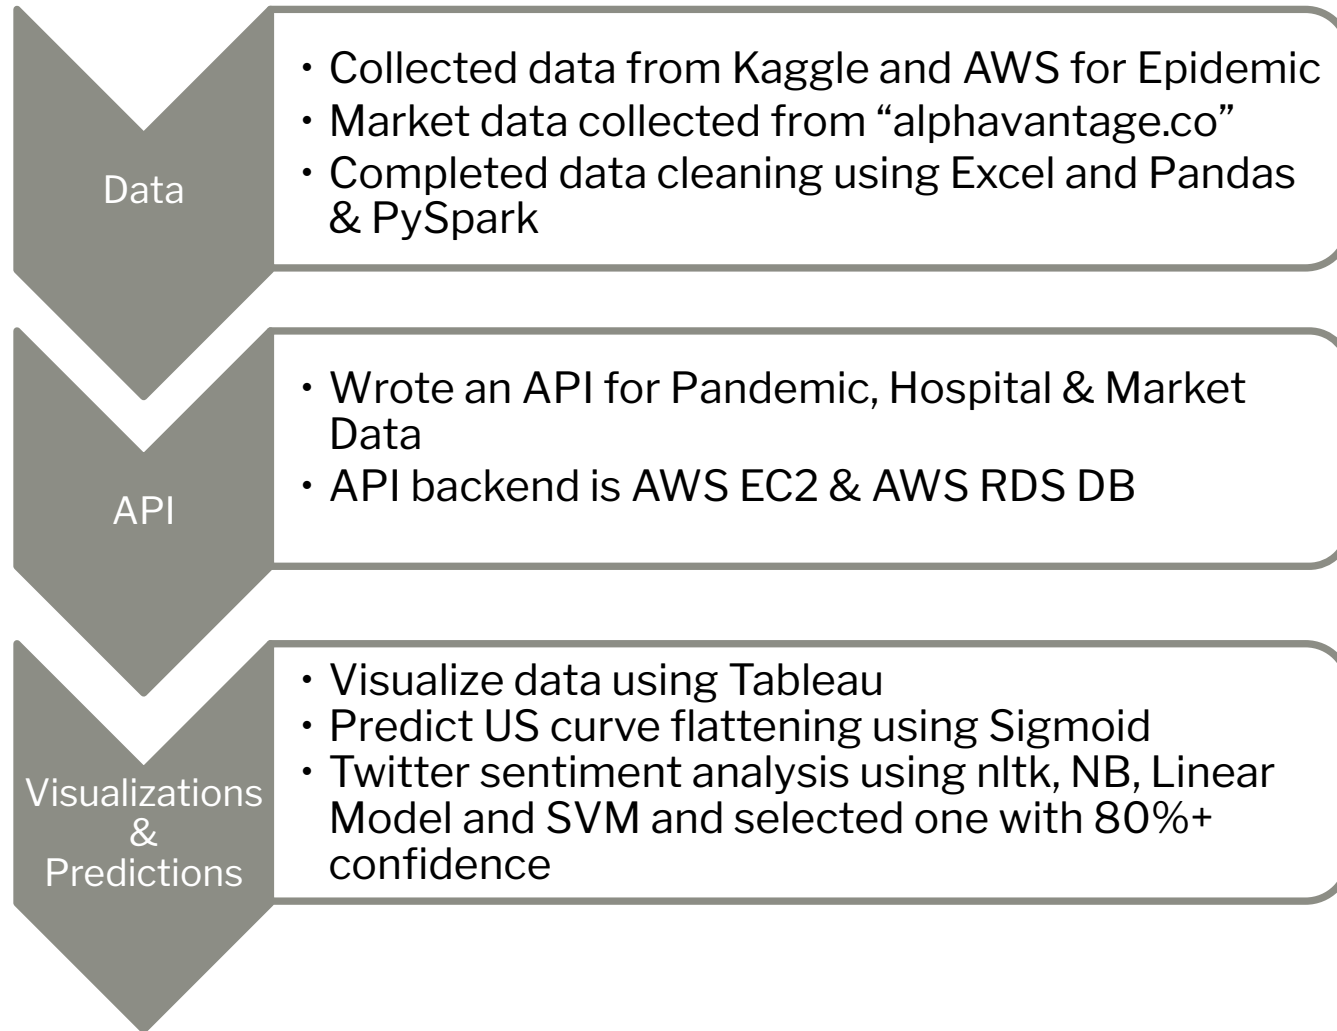 Data
• Collected data from Kaggle and AWS for Epidemic
• Market data collected from “alphavantage.co”
• Completed data cleaning using Excel and Pandas
& PySpark
API
• Wrote an API for Pandemic, Hospital & Market
Data
• API backend is AWS EC2 & AWS RDS DB
Visualizations
&
Predictions
• Visualize data using Tableau
• Predict US curve flattening using Sigmoid
• Twitter sentiment analysis using nltk, NB, Linear
Model and SVM and selected one with 80%+
confidence